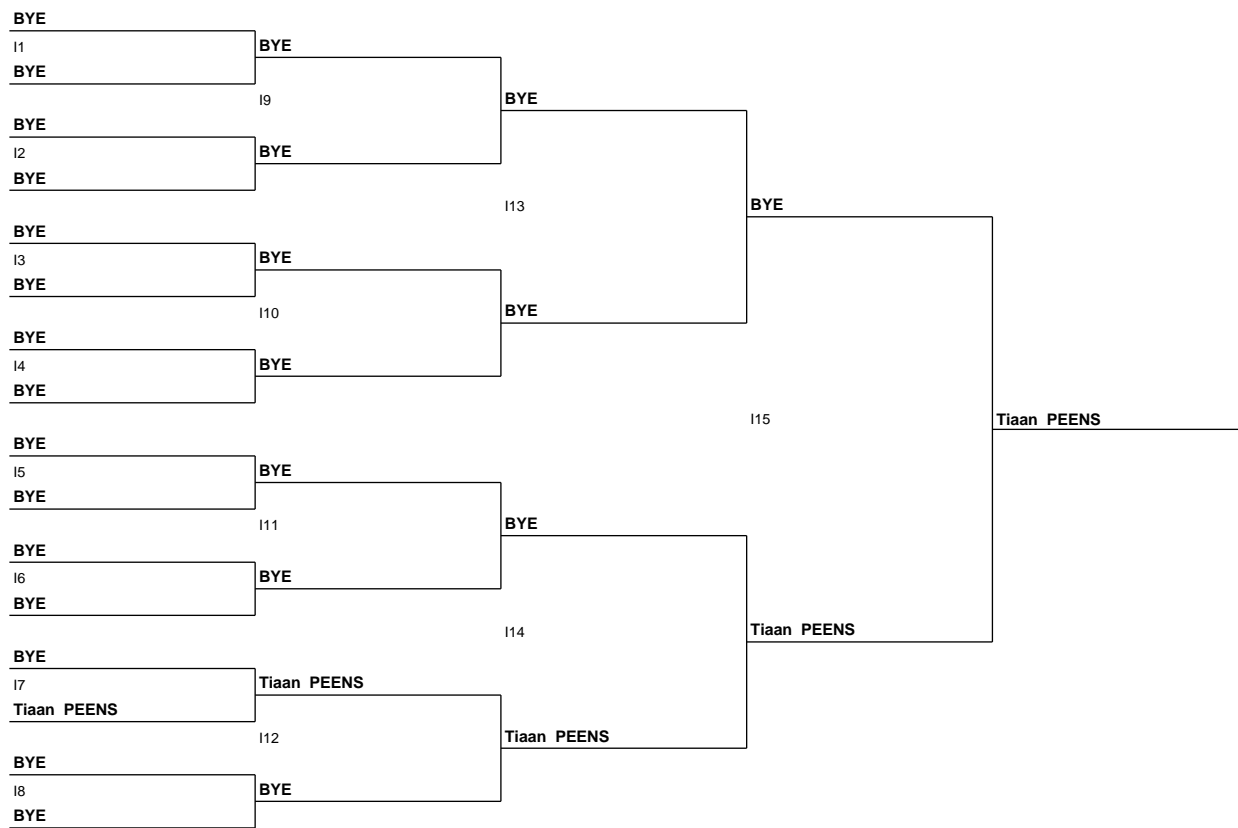 BYE
I1
BYE
BYE
I9
BYE
BYE
I2
BYE
BYE
I13
BYE
BYE
I3
BYE
BYE
I10
BYE
BYE
I4
BYE
BYE
I15
Tiaan PEENS
BYE
I5
BYE
BYE
I11
BYE
BYE
I6
BYE
BYE
I14
Tiaan PEENS
BYE
I7
Tiaan PEENS
Tiaan PEENS
I12
Tiaan PEENS
BYE
I8
BYE
BYE